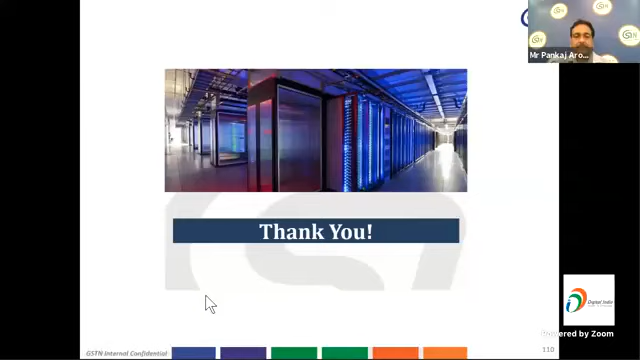 Mr Pankaj Aro...
Thank You!
Digital India
Powered by Zoom
GSTN Internal Confidential
110